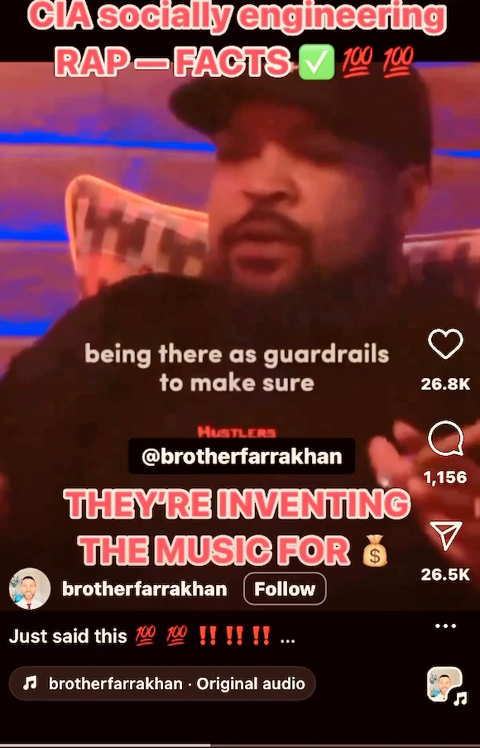 CIA socially engineering
RAP — FACTS ✅ 💯 💯
being there as guardrails
to make sure
HUSTLERS
@brotherfarrakhan
THEY'RE INVENTING
THE MUSIC FOR 💰
26.8K
1,156
26.5K
brotherfarrakhan Follow
Just said this 💯 💯 ‼️ ‼️ ‼️ ...
brotherfarrakhan · Original audio